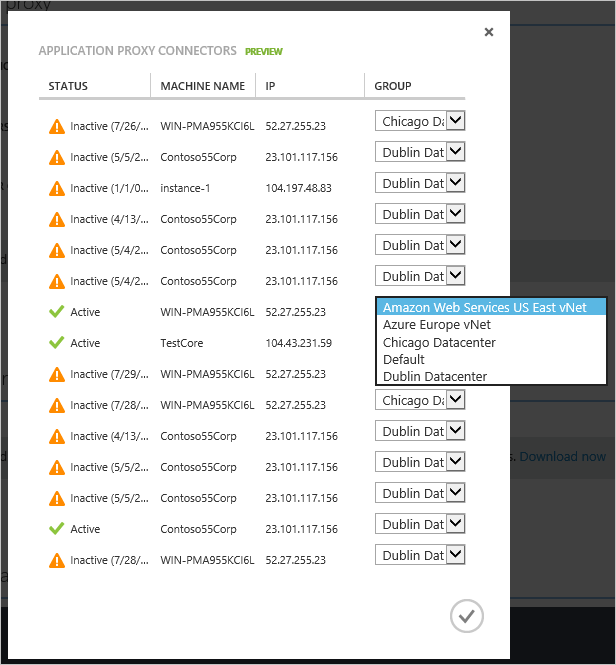 proxy
APPLICATION PROXY CONNECTORS PREVIEW
STATUS MACHINE NAME IP GROUP
Inactive (7/26/... WIN-PMA955KCI6L 52.27.255.23 Chicago Da
Inactive (5/5/2... Contoso55Corp 23.101.117.156 Dublin Dat
Inactive (1/1/0... instance-1 104.197.48.83 Dublin Dat
Inactive (4/13/... Contoso55Corp 23.101.117.156 Dublin Dat
Inactive (5/4/2... Contoso55Corp 23.101.117.156 Dublin Dat
Inactive (5/4/2... Contoso55Corp 23.101.117.156 Dublin Dat
Active WIN-PMA955KCI6L 52.27.255.23 Amazon Web Services US East vNet
Azure Europe vNet
Active TestCore 104.43.231.59 Chicago Datacenter
Default
Inactive (7/29/... WIN-PMA955KCI6L 52.27.255.23 Dublin Datacenter
Inactive (7/28/... WIN-PMA955KCI6L 52.27.255.23 Chicago Da
Inactive (4/13/... Contoso55Corp 23.101.117.156 Dublin Dat
Inactive (5/5/2... Contoso55Corp 23.101.117.156 Dublin Dat
s. Download now
Inactive (5/5/2... Contoso55Corp 23.101.117.156 Dublin Dat
Active Contoso55Corp 23.101.117.156 Dublin Dat
Inactive (7/28/... WIN-PMA955KCI6L 52.27.255.23 Dublin Dat